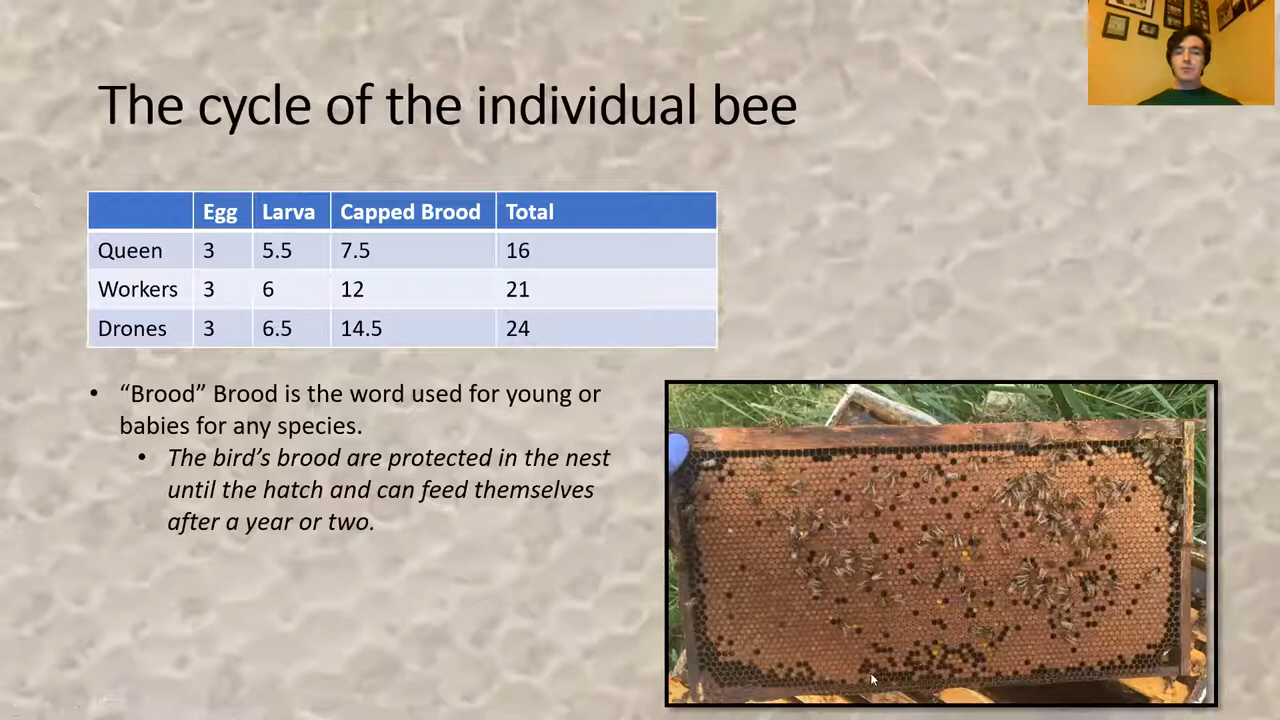 The cycle of the individual bee
Egg Larva Capped Brood Total
Queen 3 5.5 7.5 16
Workers 3 6 12 21
Drones 3 6.5 14.5 24
• “Brood” Brood is the word used for young or
babies for any species.
• The bird’s brood are protected in the nest
until the hatch and can feed themselves
after a year or two.